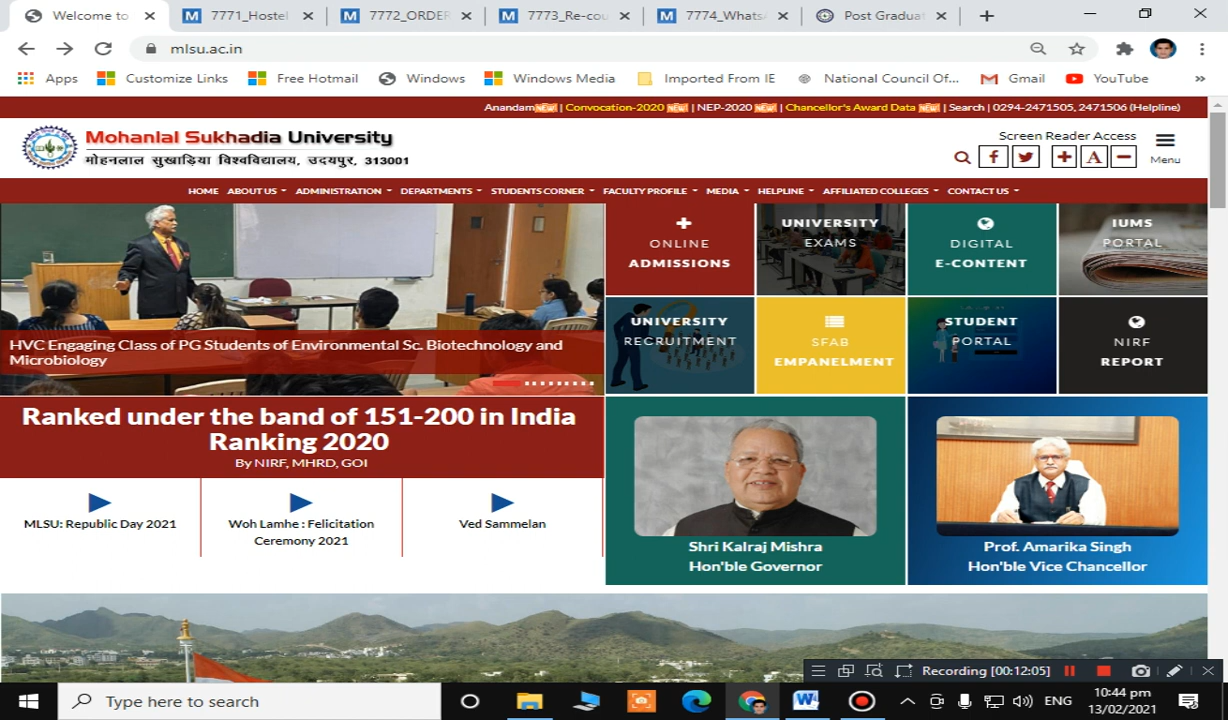 Welcome to
7771_Hostel
7772_ORDER
7773_Re-cou
7774_Whats
Post Graduat
mlsu.ac.in
Apps
Customize Links
Free Hotmail
Windows
Windows Media
Imported From IE
National Council Of...
Gmail
YouTube
»
Anandam NEW | Convocation-2020 NEW | NEP-2020 NEW | Chancellor's Award Data NEW | Search | 0294-2471505, 2471506 (Helpline)
Mohanlal Sukhadia University
मोहनलाल सुखाड़िया विश्वविद्यालय, उदयपुर, 313001
Screen Reader Access
A
Menu
HOME ABOUT US ADMINISTRATION DEPARTMENTS STUDENTS CORNER FACULTY PROFILE MEDIA HELPLINE AFFILIATED COLLEGES CONTACT US
HVC Engaging Class of PG Students of Environmental Sc. Biotechnology and
Microbiology
ONLINE
ADMISSIONS
UNIVERSITY
EXAMS
DIGITAL
E-CONTENT
IUMS
PORTAL
UNIVERSITY
RECRUITMENT
SFAB
EMPANELMENT
STUDENT
PORTAL
NIRF
REPORT
Ranked under the band of 151-200 in India
Ranking 2020
By NIRF, MHRD, GOI
MLSU: Republic Day 2021
Woh Lamhe : Felicitation
Ceremony 2021
Ved Sammelan
Shri Kalraj Mishra
Hon'ble Governor
Prof. Amarika Singh
Hon'ble Vice Chancellor
Recording [00:12:05]
Type here to search
ENG
10:44 pm
13/02/2021